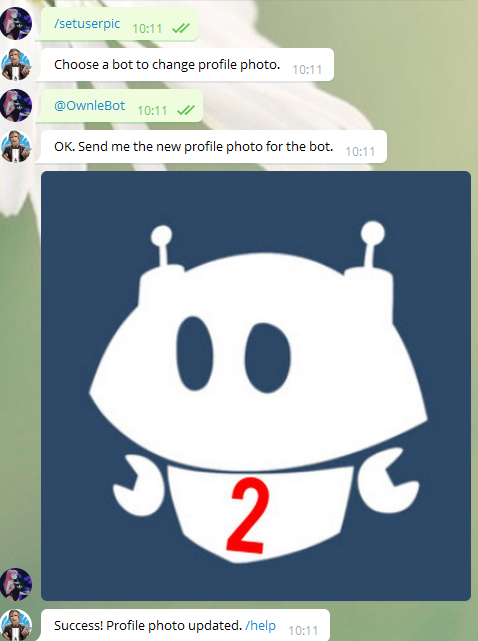 /setuserpic 10:11
Choose a bot to change profile photo. 10:11
@OwnleBot 10:11
OK. Send me the new profile photo for the bot. 10:11
2
Success! Profile photo updated. /help 10:11